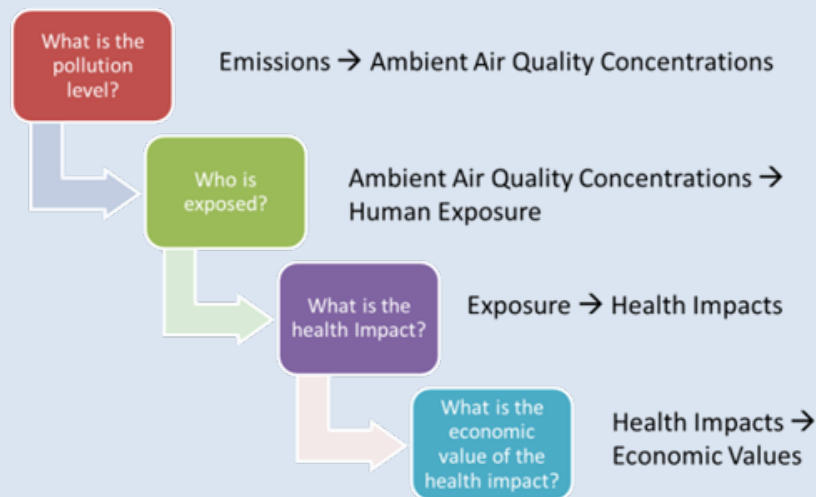 What is the
pollution
level?
Emissions → Ambient Air Quality Concentrations
Who is
exposed?
Ambient Air Quality Concentrations →
Human Exposure
What is the
health Impact?
Exposure → Health Impacts
What is the
economic
value of the
health impact?
Health Impacts →
Economic Values